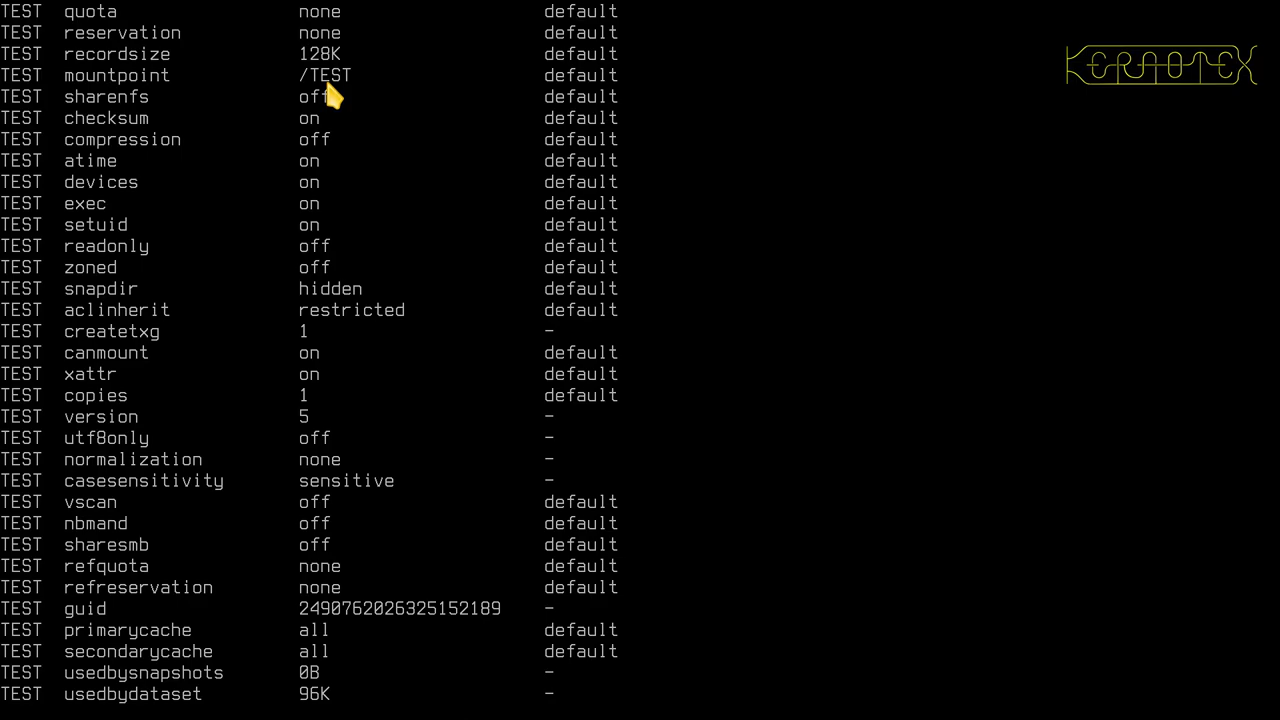 TEST quota none default
TEST reservation none default
TEST recordsize 128K default
TEST mountpoint /TEST default
TEST sharenfs off default
TEST checksum on default
TEST compression off default
TEST atime on default
TEST devices on default
TEST exec on default
TEST setuid on default
TEST readonly off default
TEST zoned off default
TEST snapdir hidden default
TEST aclinherit restricted default
TEST createtxg 1 -
TEST canmount on default
TEST xattr on default
TEST copies 1 default
TEST version 5 -
TEST utf8only off -
TEST normalization none -
TEST casesensitivity sensitive -
TEST vscan off default
TEST nbmand off default
TEST sharesmb off default
TEST refquota none default
TEST refreservation none default
TEST guid 2490762026325152189 -
TEST primarycache all default
TEST secondarycache all default
TEST usedbysnapshots 0B -
TEST usedbydataset 96K -